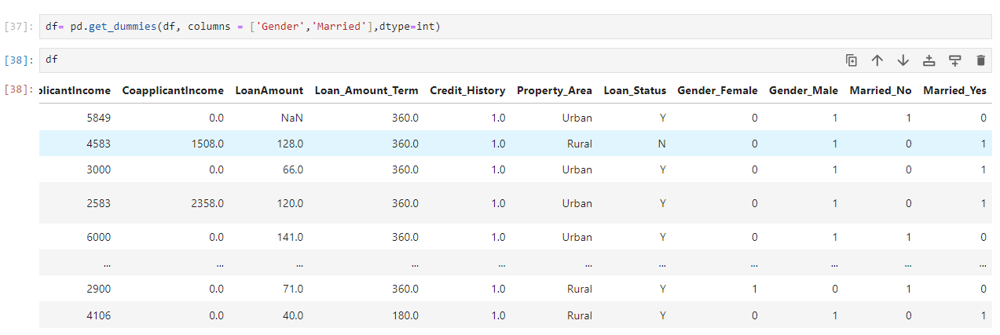 [37]: df= pd.get_dummies(df, columns = ['Gender','Married'],dtype=int)
[38]: df
[38]: plicantIncome CoapplicantIncome LoanAmount Loan_Amount_Term Credit_History Property_Area Loan_Status Gender_Female Gender_Male Married_No Married_Yes
5849 0.0 NaN 360.0 1.0 Urban Y 0 1 1 0
4583 1508.0 128.0 360.0 1.0 Rural N 0 1 0 1
3000 0.0 66.0 360.0 1.0 Urban Y 0 1 0 1
2583 2358.0 120.0 360.0 1.0 Urban Y 0 1 0 1
6000 0.0 141.0 360.0 1.0 Urban Y 0 1 1 0
... ... ... ... ... ... ... ... ... ... ...
2900 0.0 71.0 360.0 1.0 Rural Y 1 0 1 0
4106 0.0 40.0 180.0 1.0 Rural Y 0 1 0 1